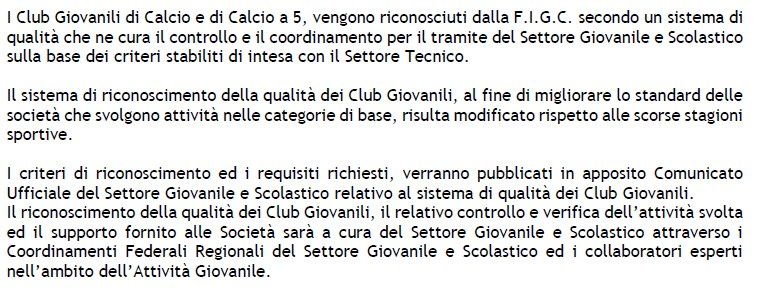 I Club Giovanili di Calcio e di Calcio a 5, vengono riconosciuti dalla F.I.G.C. secondo un sistema di
qualità che ne cura il controllo e il coordinamento per il tramite del Settore Giovanile e Scolastico
sulla base dei criteri stabiliti di intesa con il Settore Tecnico.
Il sistema di riconoscimento della qualità dei Club Giovanili, al fine di migliorare lo standard delle
società che svolgono attività nelle categorie di base, risulta modificato rispetto alle scorse stagioni
sportive.
I criteri di riconoscimento ed i requisiti richiesti, verranno pubblicati in apposito Comunicato
Ufficiale del Settore Giovanile e Scolastico relativo al sistema di qualità dei Club Giovanili.
Il riconoscimento della qualità dei Club Giovanili, il relativo controllo e verifica dell’attività svolta
ed il supporto fornito alle Società sarà a cura del Settore Giovanile e Scolastico attraverso i
Coordinamenti Federali Regionali del Settore Giovanile e Scolastico ed i collaboratori esperti
nell’ambito dell’Attività Giovanile.